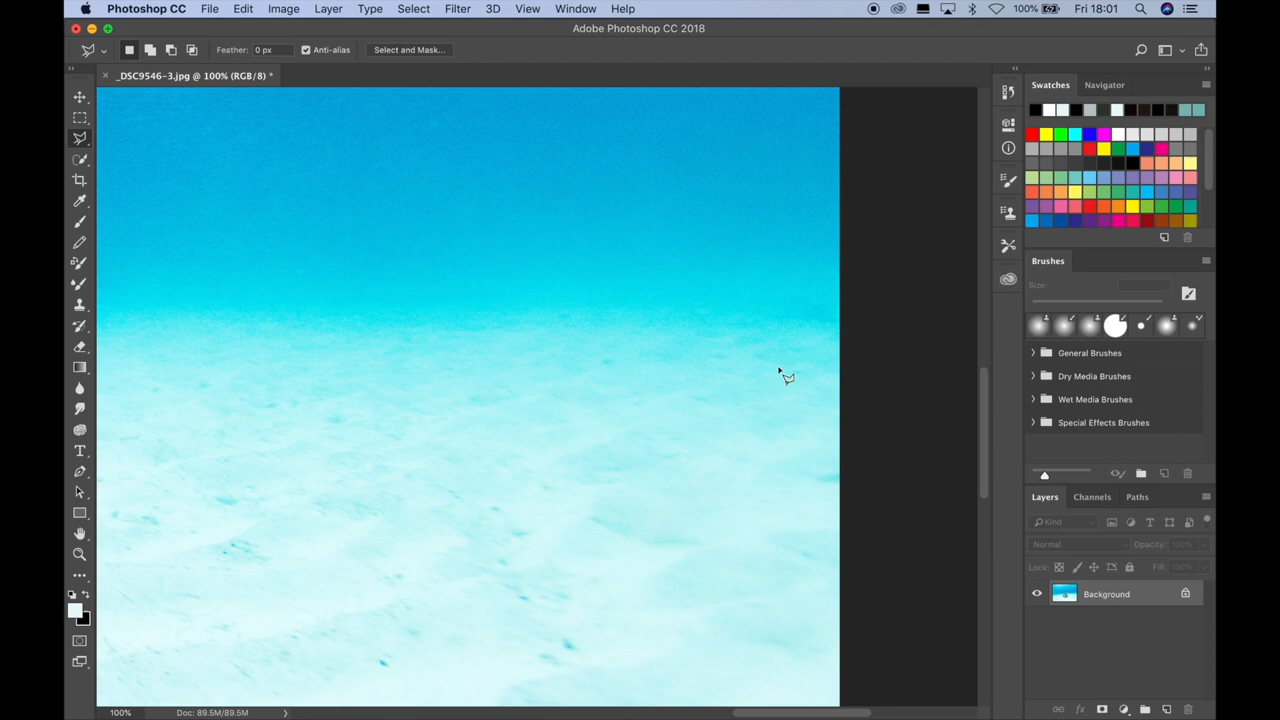 Photoshop CC File Edit Image Layer Type Select Filter 3D View Window Help 100% Fri 18:01
Adobe Photoshop CC 2018
Feather: 0 px Anti-alias Select and Mask...
_DSC9546-3.jpg @ 100% (RGB/8) *
Swatches Navigator
Brushes
Size:
General Brushes
Dry Media Brushes
Wet Media Brushes
Special Effects Brushes
Layers Channels Paths
Kind
Normal Opacity: 100%
Lock: Fill: 100%
Background
100% Doc: 89.5M/89.5M